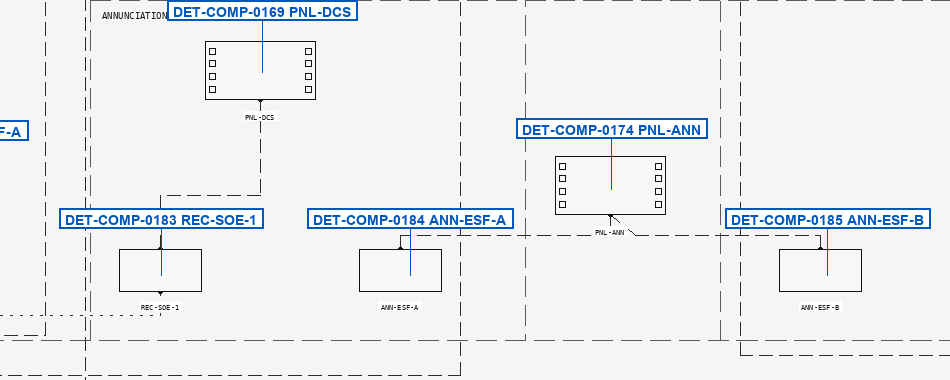 DET-COMP-0169 PNL-DCS
ANNUNCIATION
PNL-DCS
F-A
DET-COMP-0174 PNL-ANN
PNL-ANN
DET-COMP-0183 REC-SOE-1
DET-COMP-0184 ANN-ESF-A
DET-COMP-0185 ANN-ESF-B
REC-SOE-1
ANN-ESF-A
ANN-ESF-B